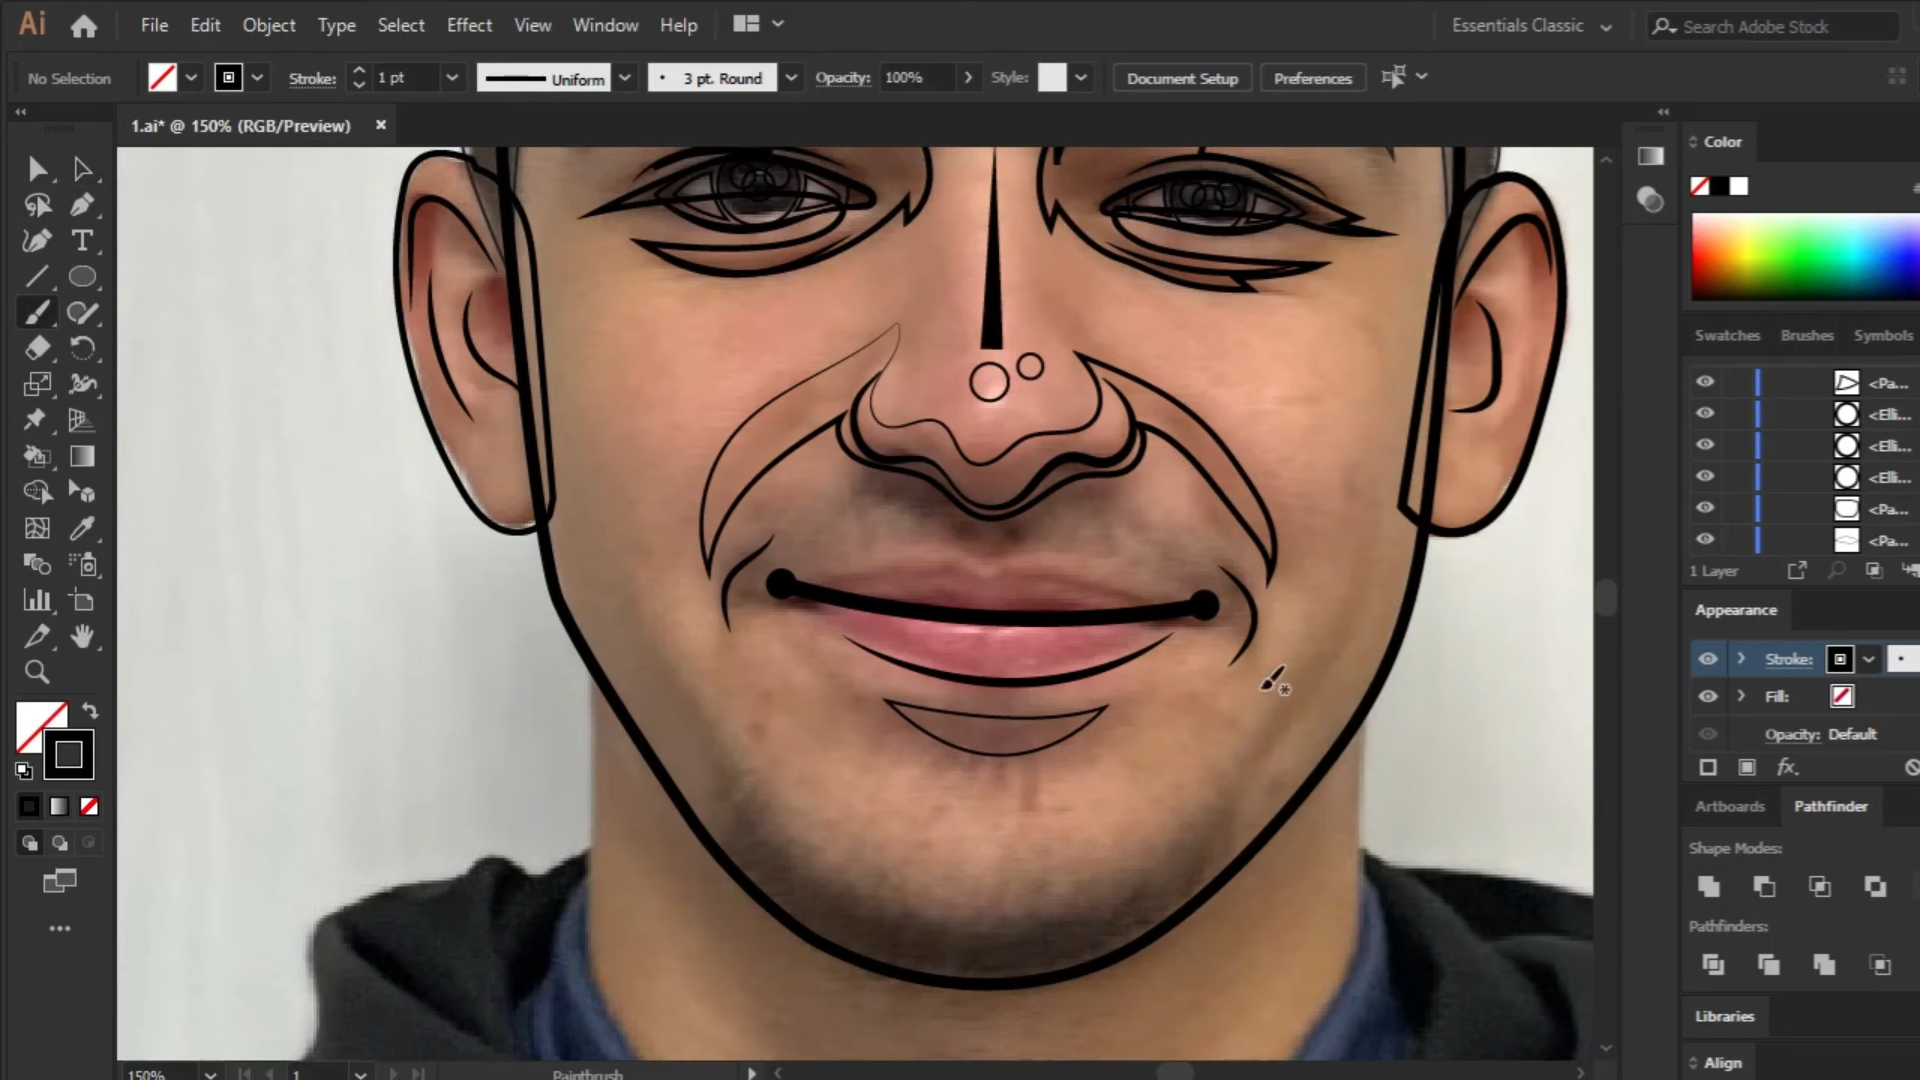 Ai File Edit Object Type Select Effect View Window Help Essentials Classic Search Adobe Stock
No Selection Stroke: 1 pt Uniform 3 pt. Round Opacity: 100% Style: Document Setup Preferences
1.ai* @ 150% (RGB/Preview) ×
Color
Swatches Brushes Symbols
<Pa...
<Elli...
<Elli...
<Elli...
<Pa...
<Pa...
1 Layer
Appearance
Stroke:
Fill:
Opacity: Default
fx.
Artboards Pathfinder
Shape Modes:
Pathfinders:
Libraries
Align
150% 1 Paintbrush